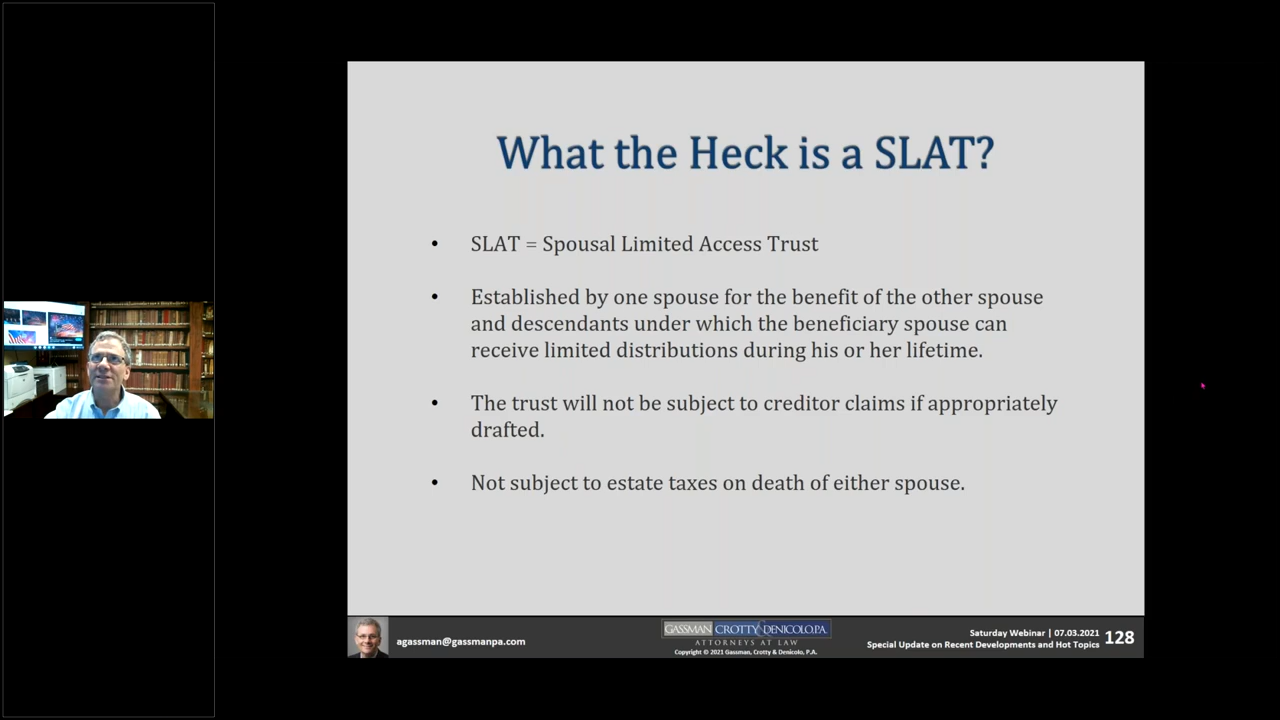 What the Heck is a SLAT?
• SLAT = Spousal Limited Access Trust
• Established by one spouse for the benefit of the other spouse
and descendants under which the beneficiary spouse can
receive limited distributions during his or her lifetime.
• The trust will not be subject to creditor claims if appropriately
drafted.
• Not subject to estate taxes on death of either spouse.
agassman@gassmanpa.com
GASSMAN CROTTY & DENICOLO, P.A.
ATTORNEYS AT LAW
Copyright © 2021 Gassman, Crotty & Denicolo, P.A.
Saturday Webinar | 07.03.2021
Special Update on Recent Developments and Hot Topics
128